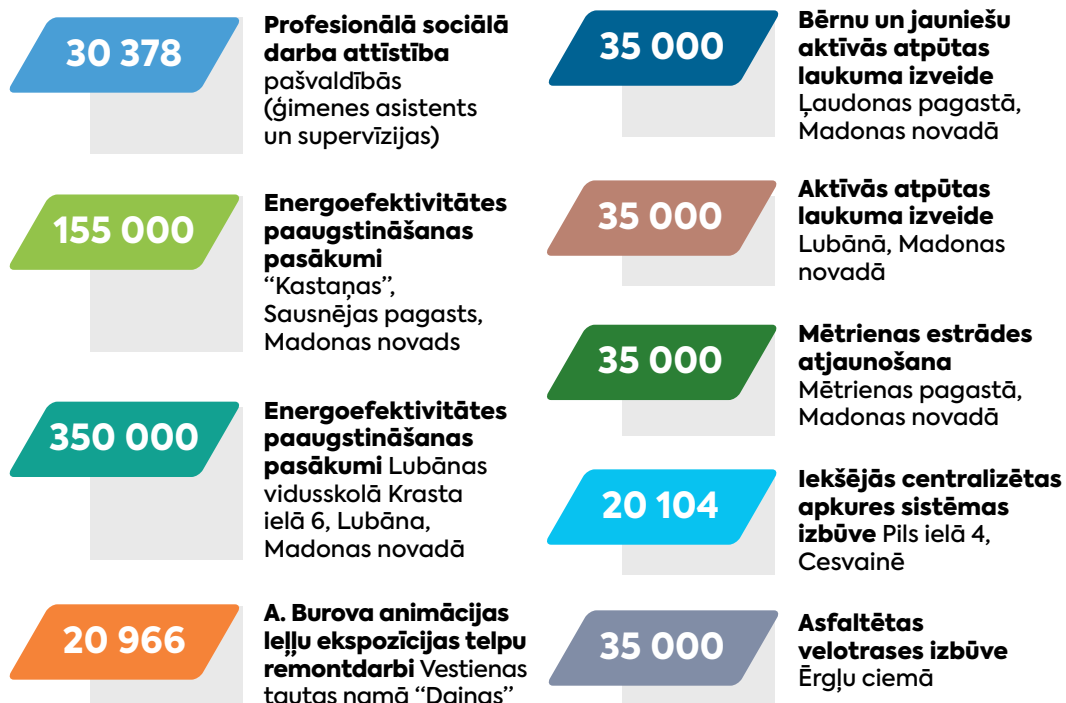 30 378
Profesionālā sociālā
darba attīstība
pašvaldībās
(ģimenes asistents
un supervīzijas)
155 000
Energoefektivitātes
paaugstināšanas
pasākumi
“Kastaņas”,
Sausnējas pagasts,
Madonas novads
350 000
Energoefektivitātes
paaugstināšanas
pasākumi Lubānas
vidusskolā Krasta
ielā 6, Lubāna,
Madonas novadā
20 966
A. Burova animācijas
leļļu ekspozīcijas telpu
remontdarbi Vestienas
tautas namā “Daiņas”
35 000
Bērnu un jauniešu
aktīvās atpūtas
laukuma izveide
Ļaudonas pagastā,
Madonas novadā
35 000
Aktīvās atpūtas
laukuma izveide
Lubānā, Madonas
novadā
35 000
Mētrienas estrādes
atjaunošana
Mētrienas pagastā,
Madonas novadā
20 104
Iekšējās centralizētas
apkures sistēmas
izbūve Pils ielā 4,
Cesvainē
35 000
Asfaltētas
velotrases izbūve
Ērgļu ciemā